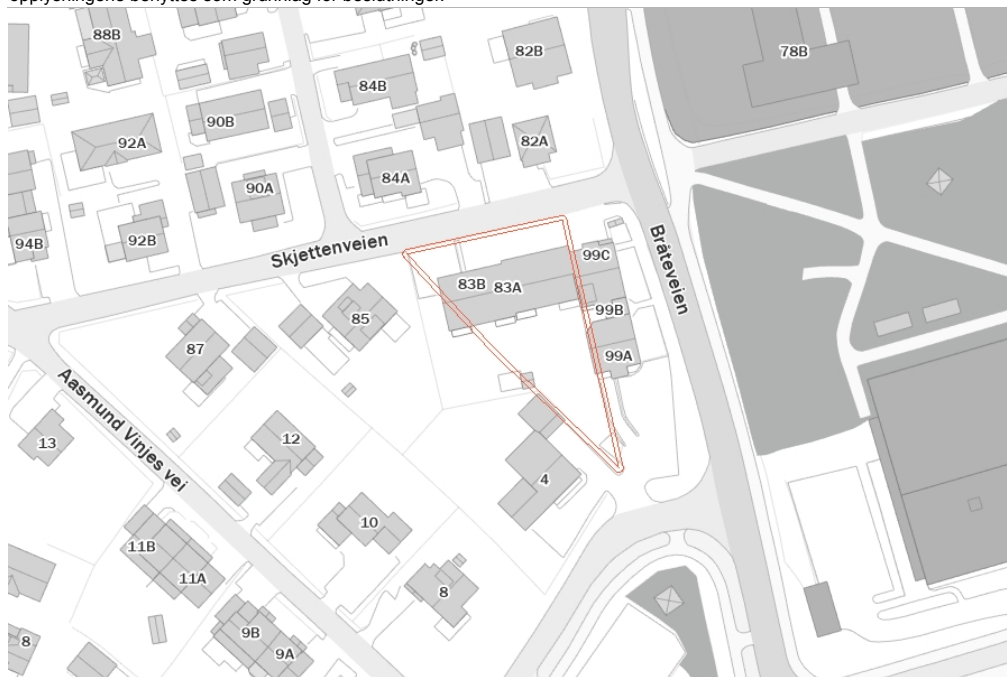 opplysningene benyttes som grunnlag for beslutninger.
88B
82B
78B
84B
90B
92A
82A
84A
90A
92B
94B
Skjettenveien
Bråteveien
99C
83B
83A
99B
85
87
99A
Aasmund Vinjes vei
13
12
4
10
11B
11A
8
9B
8
9A